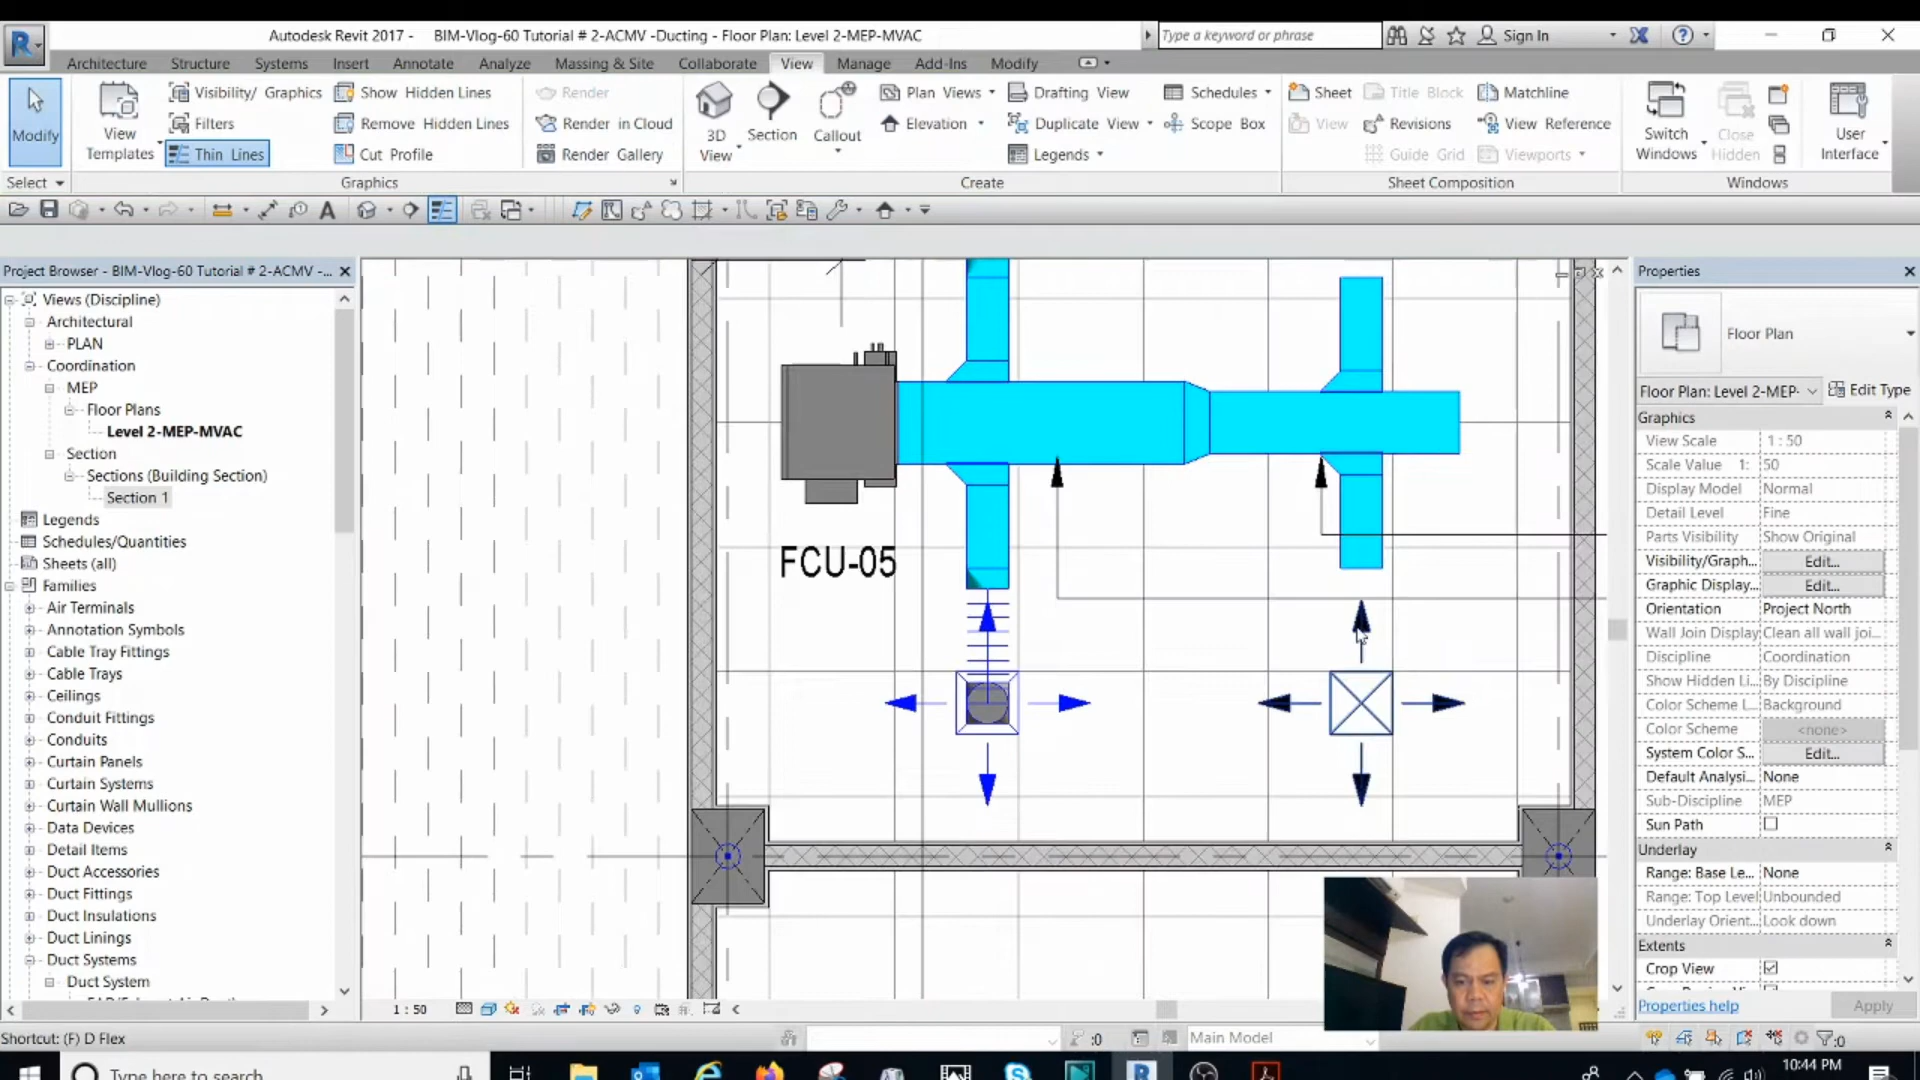 Autodesk Revit 2017 - BIM-Vlog-60 Tutorial # 2-ACMV -Ducting - Floor Plan: Level 2-MEP-MVAC
Type a keyword or phrase
Sign In
Architecture Structure Systems Insert Annotate Analyze Massing & Site Collaborate View Manage Add-Ins Modify
Modify
View Templates
Visibility/ Graphics
Filters
Thin Lines
Show Hidden Lines
Remove Hidden Lines
Cut Profile
Render
Render in Cloud
Render Gallery
3D View
Section
Callout
Plan Views
Elevation
Drafting View
Duplicate View
Legends
Schedules
Scope Box
Sheet
View
Title Block
Revisions
Guide Grid
Matchline
View Reference
Viewports
Switch Windows
Close Hidden
User Interface
Select
Graphics
Create
Sheet Composition
Windows
Project Browser - BIM-Vlog-60 Tutorial # 2-ACMV -...
Views (Discipline)
Architectural
PLAN
Coordination
MEP
Floor Plans
Level 2-MEP-MVAC
Section
Sections (Building Section)
Section 1
Legends
Schedules/Quantities
Sheets (all)
Families
Air Terminals
Annotation Symbols
Cable Tray Fittings
Cable Trays
Ceilings
Conduit Fittings
Conduits
Curtain Panels
Curtain Systems
Curtain Wall Mullions
Data Devices
Detail Items
Duct Accessories
Duct Fittings
Duct Insulations
Duct Linings
Duct Systems
Duct System
FCU-05
Properties
Floor Plan
Floor Plan: Level 2-MEP- Edit Type
Graphics
View Scale 1 : 50
Scale Value 1: 50
Display Model Normal
Detail Level Fine
Parts Visibility Show Original
Visibility/Graph... Edit...
Graphic Display... Edit...
Orientation Project North
Wall Join Display Clean all wall joi...
Discipline Coordination
Show Hidden Li... By Discipline
Color Scheme L... Background
Color Scheme <none>
System Color S... Edit...
Default Analysi... None
Sub-Discipline MEP
Sun Path
Underlay
Range: Base Le... None
Range: Top Level Unbounded
Underlay Orient... Look down
Extents
Crop View
Properties help
Apply
1 : 50
Shortcut: (F) D Flex
:0
Main Model
:0
Type here to search
10:44 PM